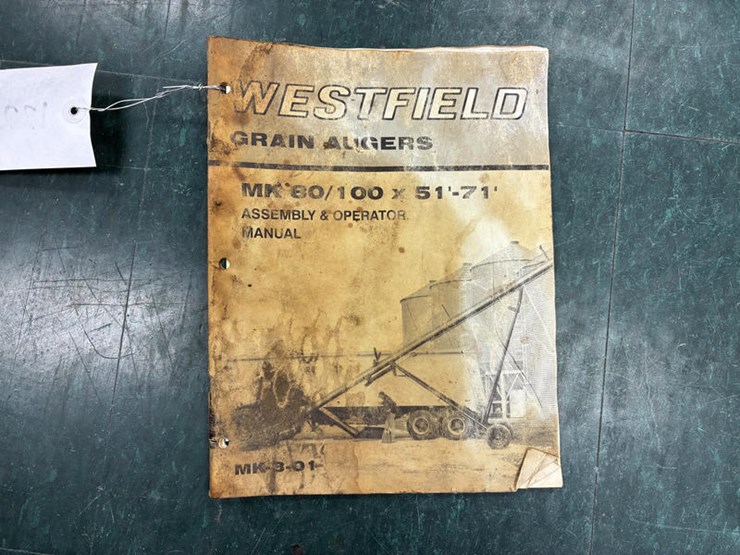 WESTFIELD
GRAIN AUGERS
MK 80/100 x 51'-71'
ASSEMBLY & OPERATOR
MANUAL
MK-3-01